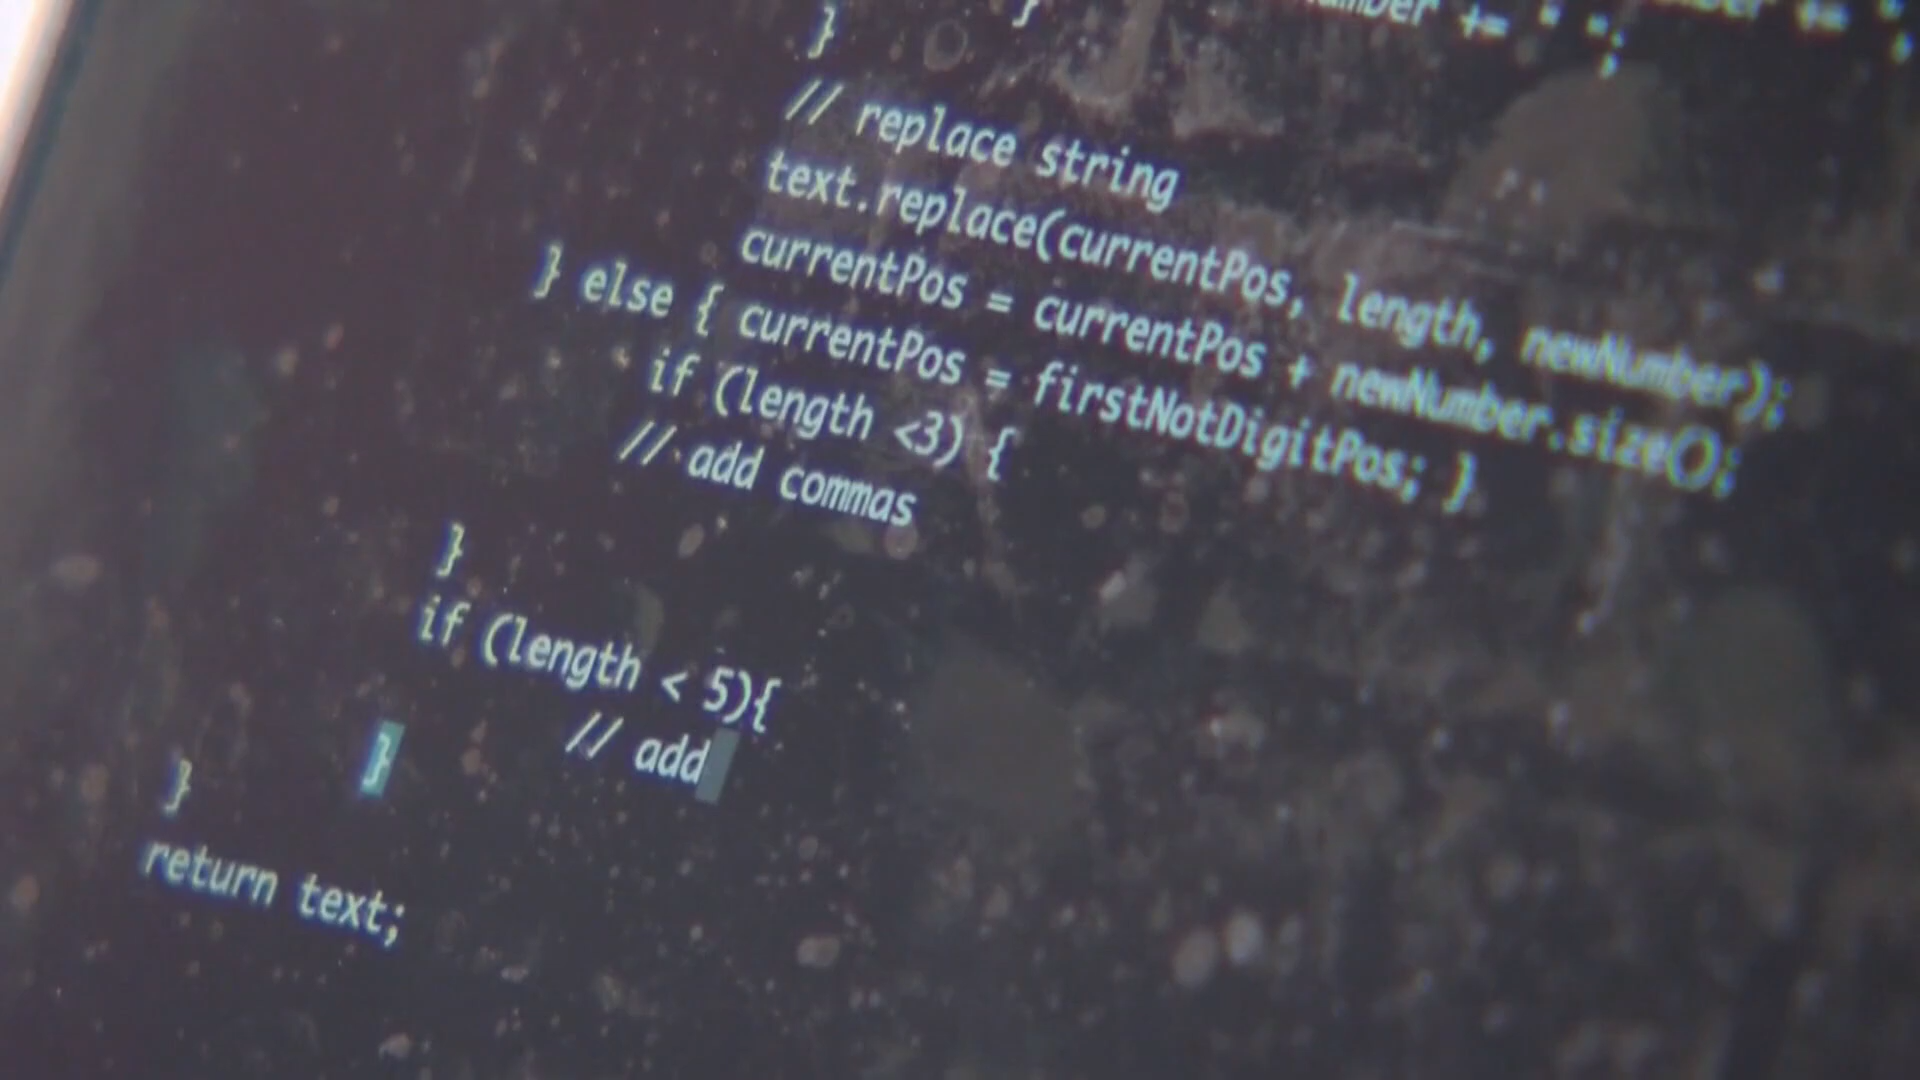 }
+= " ";
}
// replace string
text.replace(currentPos, length, newNumber);
currentPos = currentPos + newNumber.size();
} else { currentPos = firstNotDigitPos; }
if (length <3) {
// add commas
}
if (length < 5){
// add
}
}
return text;